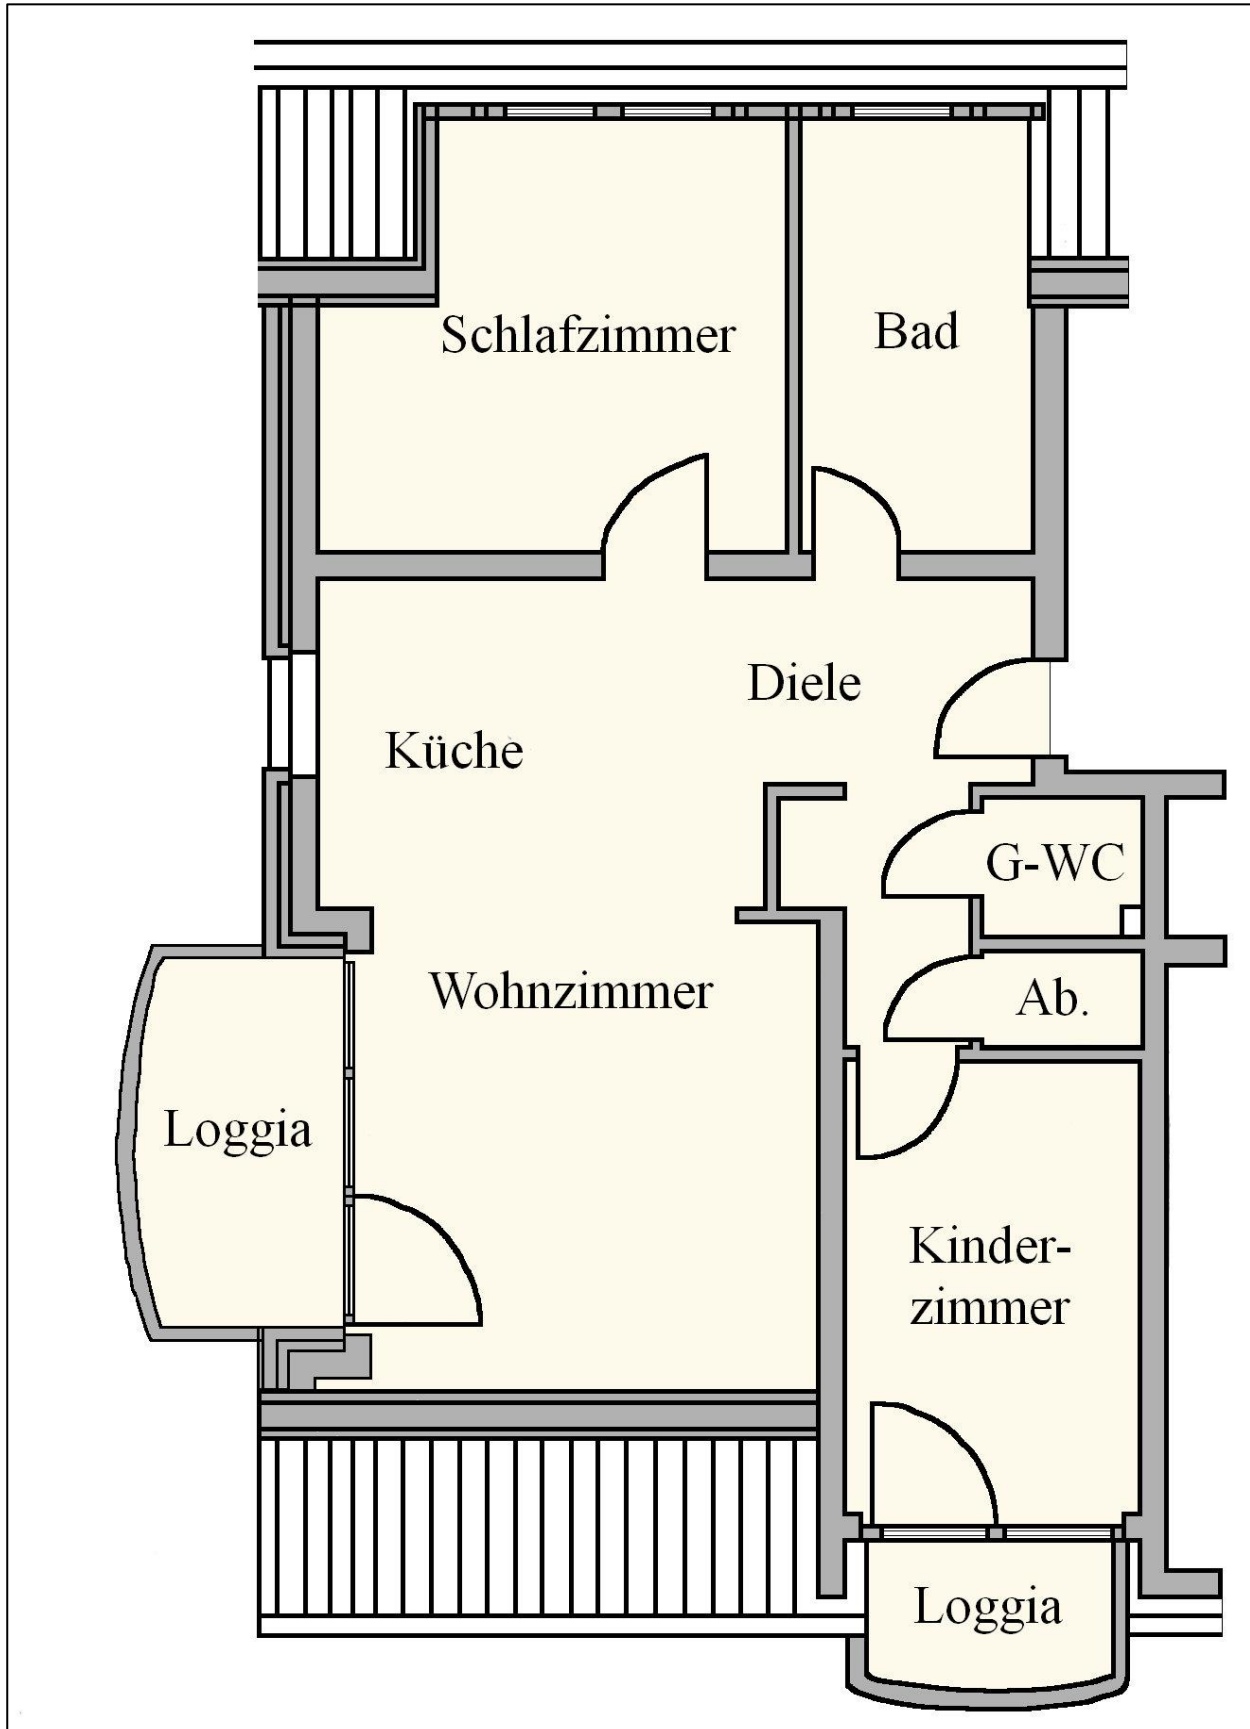 Schlafzimmer
Bad
Diele
Küche
G-WC
Wohnzimmer
Ab.
Loggia
Kinder-
zimmer
Loggia